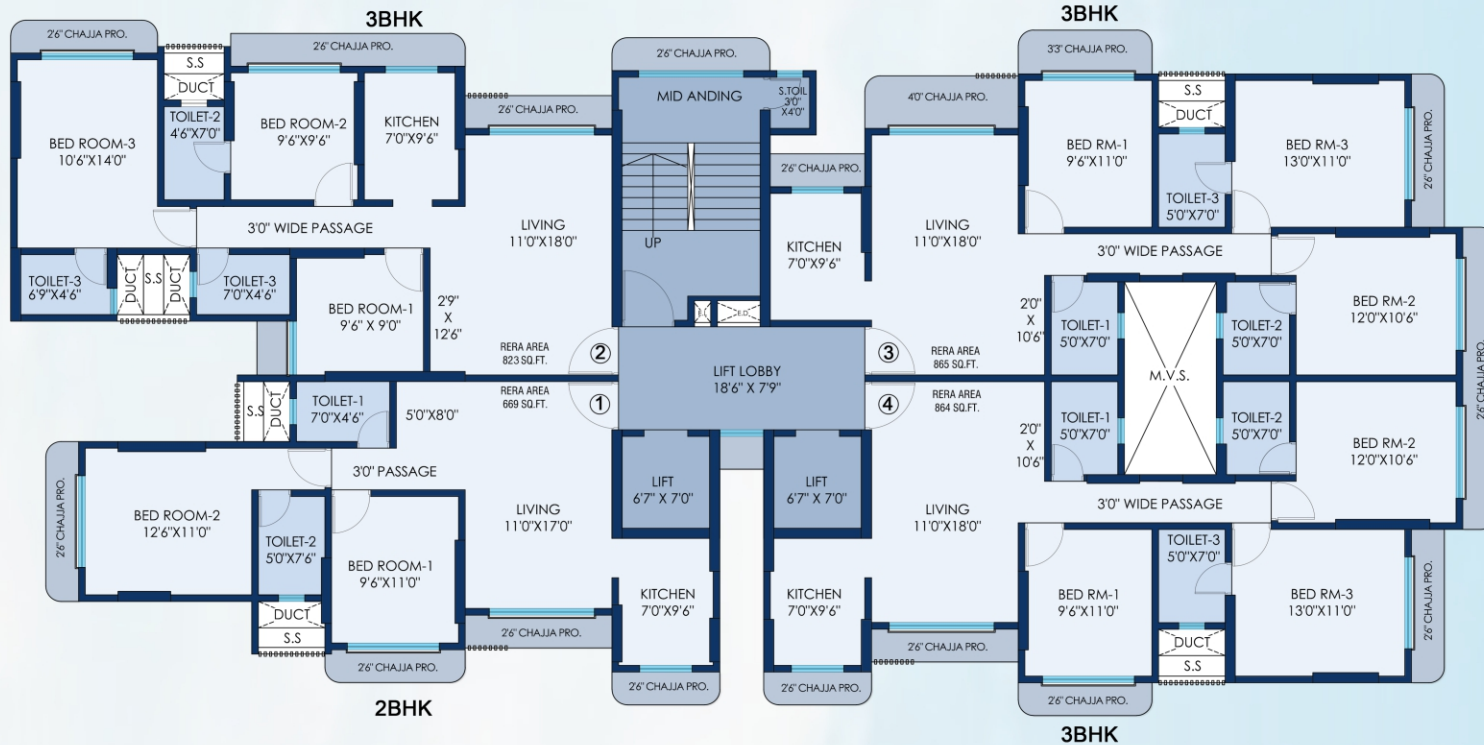 3BHK
2'6" CHAJJA PRO.
S.S
DUCT
2'6" CHAJJA PRO.
BED ROOM-3
10'6"X14'0"
TOILET-2
4'6"X7'0"
BED ROOM-2
9'6"X9'6"
KITCHEN
7'0"X9'6"
2'6" CHAJJA PRO.
LIVING
11'0"X18'0"
3'0" WIDE PASSAGE
TOILET-3
6'9"X4'6"
DUCT
S.S
DUCT
TOILET-3
7'0"X4'6"
BED ROOM-1
9'6" X 9'0"
2'9"
X
12'6"
RERA AREA
823 SQ.FT.
2
2'6" CHAJJA PRO.
MID ANDING
S.TOIL
3'0"
X4'0"
UP
E.D.
LIFT LOBBY
18'6" X 7'9"
LIFT
6'7" X 7'0"
LIFT
6'7" X 7'0"
3BHK
3'3" CHAJJA PRO.
4'0" CHAJJA PRO.
2'6" CHAJJA PRO.
KITCHEN
7'0"X9'6"
LIVING
11'0"X18'0"
BED RM-1
9'6"X11'0"
S.S
DUCT
TOILET-3
5'0"X7'0"
BED RM-3
13'0"X11'0"
2'6" CHAJJA PRO.
3'0" WIDE PASSAGE
BED RM-2
12'0"X10'6"
2'6" CHAJJA PRO.
2'0"
X
10'6"
TOILET-1
5'0"X7'0"
TOILET-2
5'0"X7'0"
RERA AREA
865 SQ.FT.
3
M.V.S.
RERA AREA
669 SQ.FT.
1
S.S
DUCT
TOILET-1
7'0"X4'6"
5'0"X8'0"
3'0" PASSAGE
2'6" CHAJJA PRO.
BED ROOM-2
12'6"X11'0"
TOILET-2
5'0"X7'6"
DUCT
S.S
BED ROOM-1
9'6"X11'0"
LIVING
11'0"X17'0"
KITCHEN
7'0"X9'6"
2'6" CHAJJA PRO.
2'6" CHAJJA PRO.
2'6" CHAJJA PRO.
2BHK
RERA AREA
864 SQ.FT.
4
2'0"
X
10'6"
TOILET-1
5'0"X7'0"
TOILET-2
5'0"X7'0"
BED RM-2
12'0"X10'6"
3'0" WIDE PASSAGE
LIVING
11'0"X18'0"
KITCHEN
7'0"X9'6"
BED RM-1
9'6"X11'0"
TOILET-3
5'0"X7'0"
DUCT
S.S
BED RM-3
13'0"X11'0"
2'6" CHAJJA PRO.
2'6" CHAJJA PRO.
2'6" CHAJJA PRO.
2'6" CHAJJA PRO.
3BHK